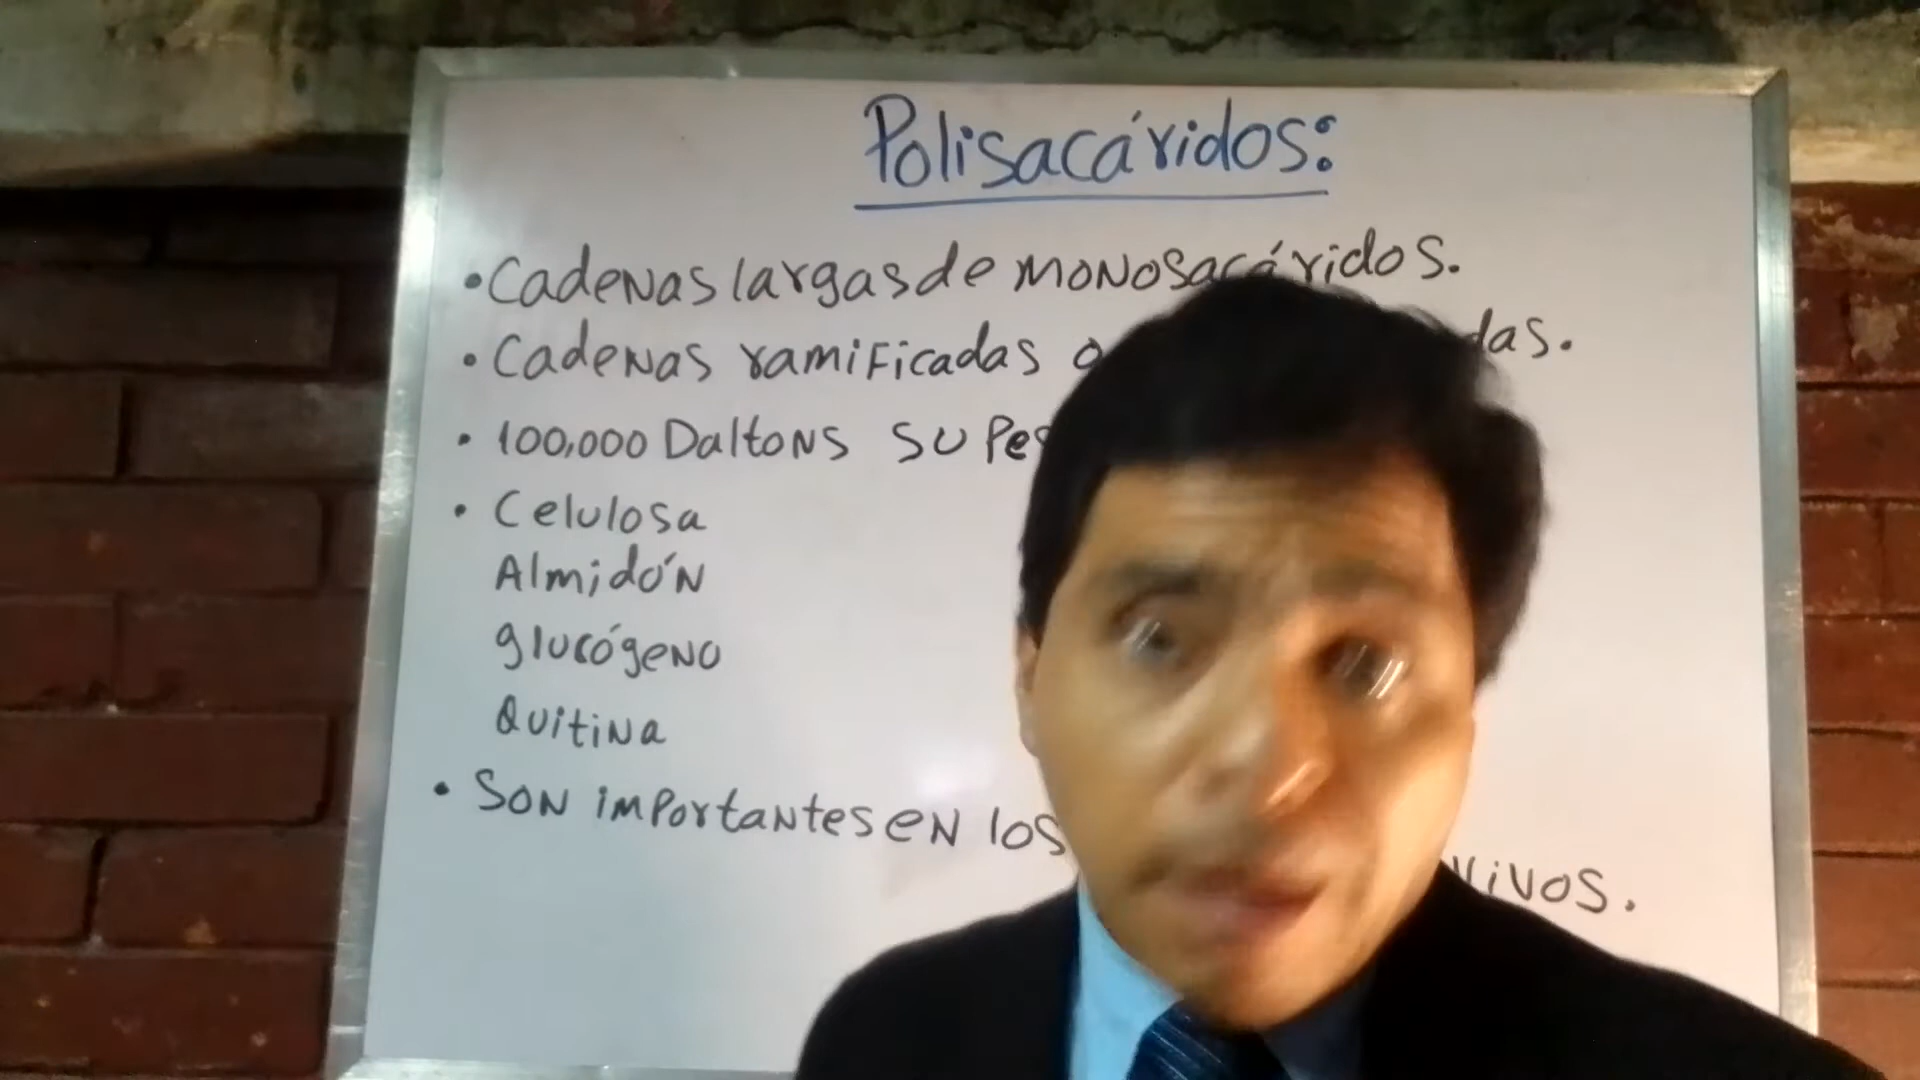 Polisacáridos:
• Cadenas largas de monosacáridos.
• Cadenas ramificadas o
• 100,000 Daltons su
• Celulosa
Almidón
glucógeno
Quitina
• Son importantes en los vivos.